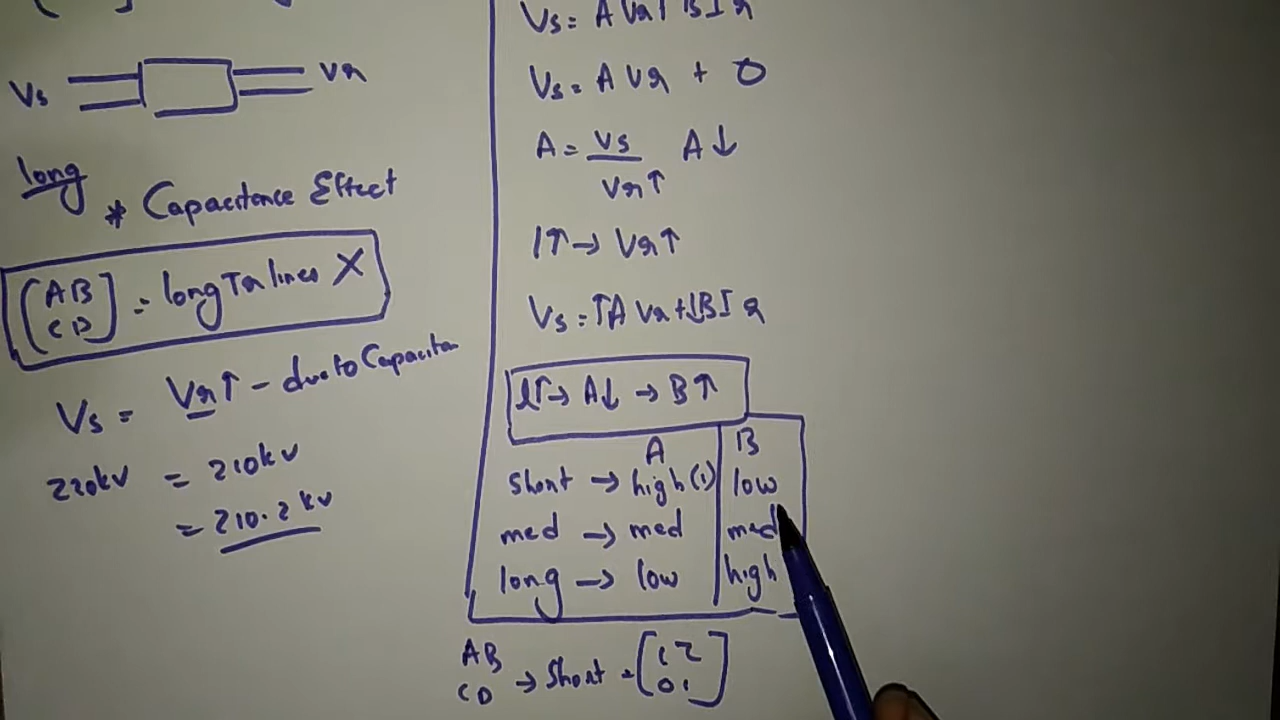 Vs Vr
long
* Capacitance Effect
[AB
CD] = long Tr lines X
Vs = Vr↑ - due to Capacitan
220kv = 210kv
= 210.2 kv
Vs = A Vr + B I r
Vs = A Vr + 0
A = Vs / Vr↑ A↓
l↑ → Vr↑
Vs = ↑A Vr + ↓B I r
l↑ → A↓ → B↑
A B
Short → high (1) low
med → med med
long → low high
AB
CD → Short = [1 Z
0 1]